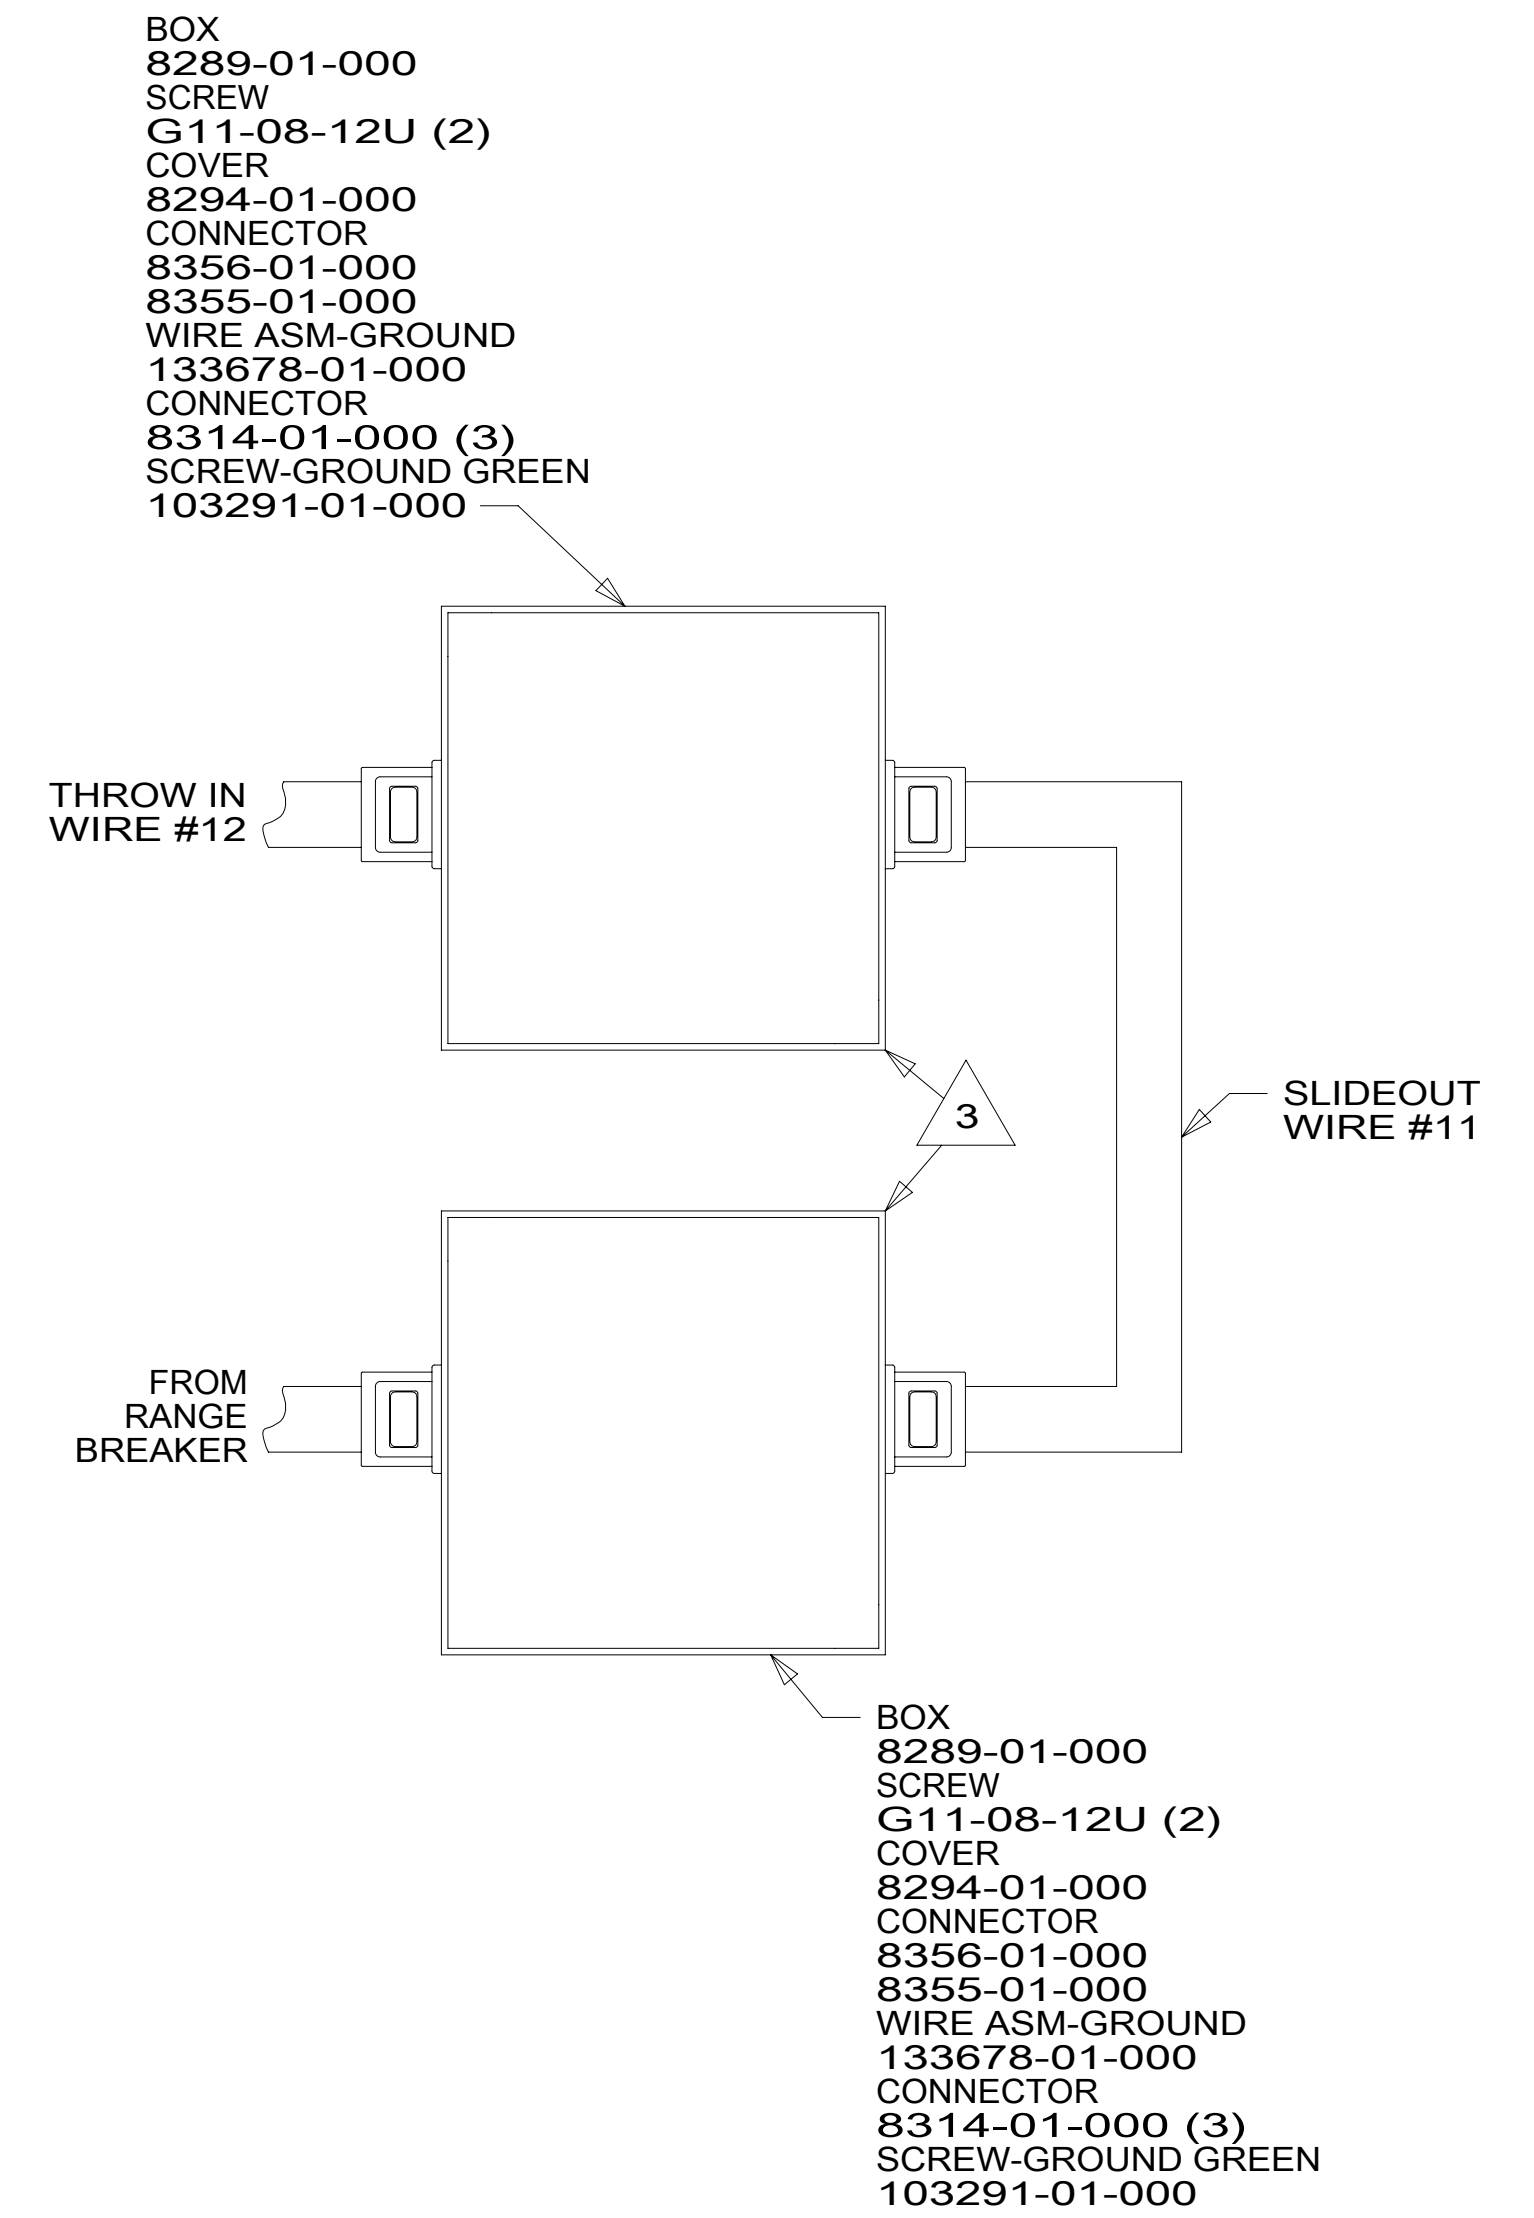 BOX
8289-01-000
SCREW
G11-08-12U (2)
COVER
8294-01-000
CONNECTOR
8356-01-000
8355-01-000
WIRE ASM-GROUND
133678-01-000
CONNECTOR
8314-01-000 (3)
SCREW-GROUND GREEN
103291-01-000
THROW IN
WIRE #12
3
SLIDEOUT
WIRE #11
FROM
RANGE
BREAKER
BOX
8289-01-000
SCREW
G11-08-12U (2)
COVER
8294-01-000
CONNECTOR
8356-01-000
8355-01-000
WIRE ASM-GROUND
133678-01-000
CONNECTOR
8314-01-000 (3)
SCREW-GROUND GREEN
103291-01-000